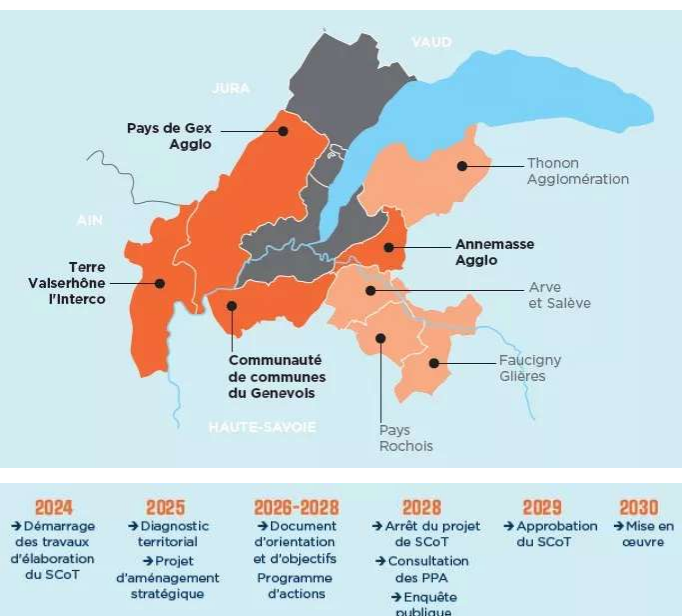 VAUD
JURA
Pays de Gex
Agglo
Thonon
Agglomération
AIN
Annemasse
Agglo
Terre
Valserhône
l'Interco
Arve
et Salève
Communauté
de communes
du Genevois
Faucigny
Glières
HAUTE-SAVOIE
Pays
Rochois
2024
→ Démarrage
des travaux
d'élaboration
du SCoT
2025
→ Diagnostic
territorial
→ Projet
d'aménagement
stratégique
2026-2028
→ Document
d'orientation
et d'objectifs
Programme
d'actions
2028
→ Arrêt du projet
de SCoT
→ Consultation
des PPA
→ Enquête
publique
2029
→ Approbation
du SCoT
2030
→ Mise en
œuvre